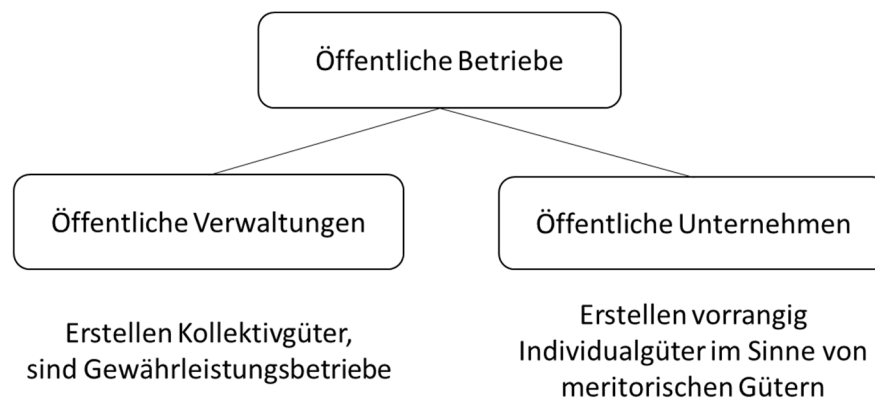 Öffentliche Betriebe
Öffentliche Verwaltungen
Öffentliche Unternehmen
Erstellen Kollektivgüter,
sind Gewährleistungsbetriebe
Erstellen vorrangig
Individualgüter im Sinne von
meritorischen Gütern